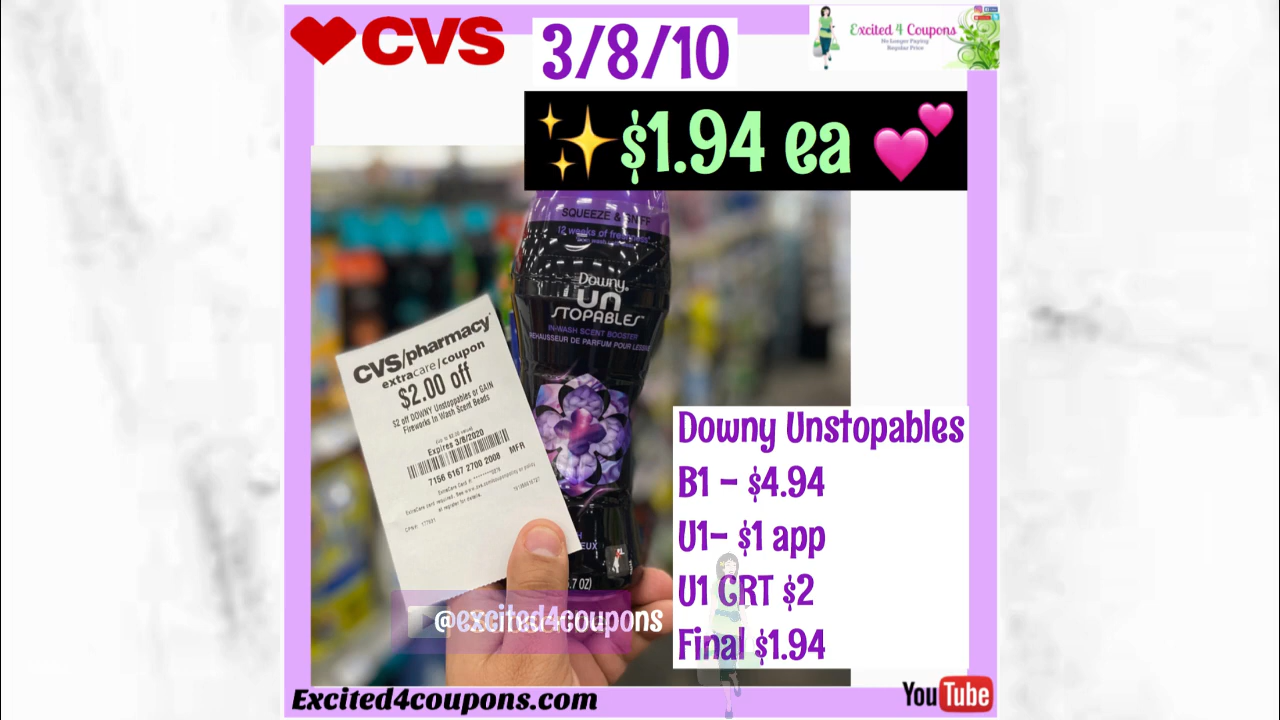 CVS
3/8/10
Excited 4 Coupons
No Longer Paying
Regular Price
$1.94 ea
SQUEEZE & SNIFF
12 weeks of freshness*
Downy
UN
STOPABLES
IN-WASH SCENT BOOSTER
REHAUSSEUR DE PARFUM POUR
CVS/pharmacy
extracare/coupon
$2.00 off
$2 off DOWNY Unstoppables or GAIN
Fireworks In Wash Scent Beads
Expires 3/8/2020
7156 6167 2700 2008 MFR
Downy Unstopables
B1 - $4.94
U1- $1 app
U1 CRT $2
Final $1.94
@excited4coupons
Excited4coupons.com
YouTube